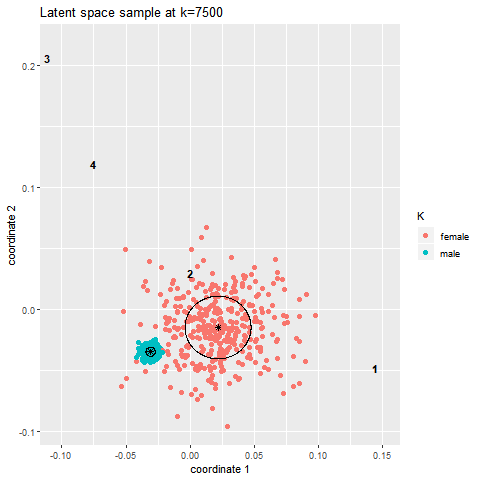 Latent space sample at k=7500
3
0.2
4
0.1
2
0.0
1
-0.1
-0.10
-0.05
0.00
0.05
0.10
0.15
coordinate 1
coordinate 2
K
female
male